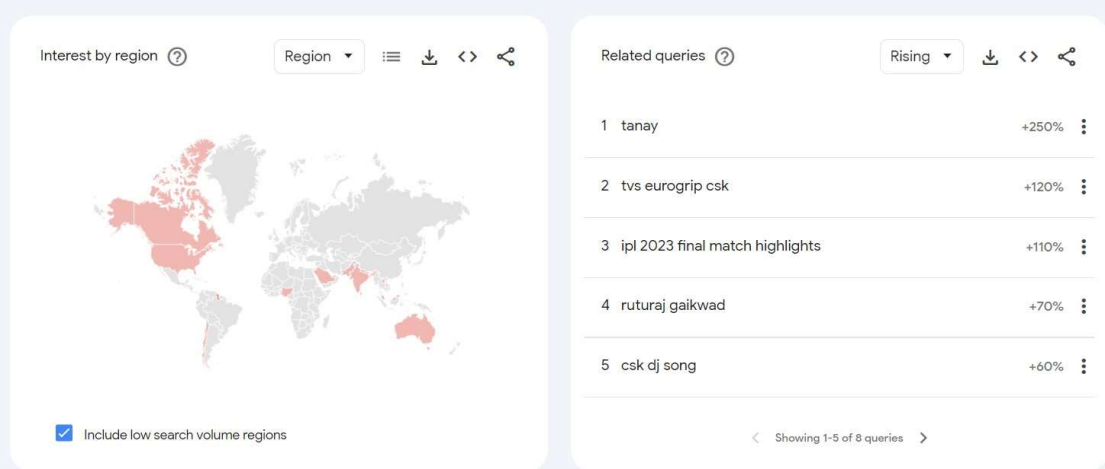 Interest by region
Region
Related queries
Rising
1 tanay +250%
2 tvs eurogrip csk +120%
3 ipl 2023 final match highlights +110%
4 ruturaj gaikwad +70%
5 csk dj song +60%
Include low search volume regions
Showing 1-5 of 8 queries